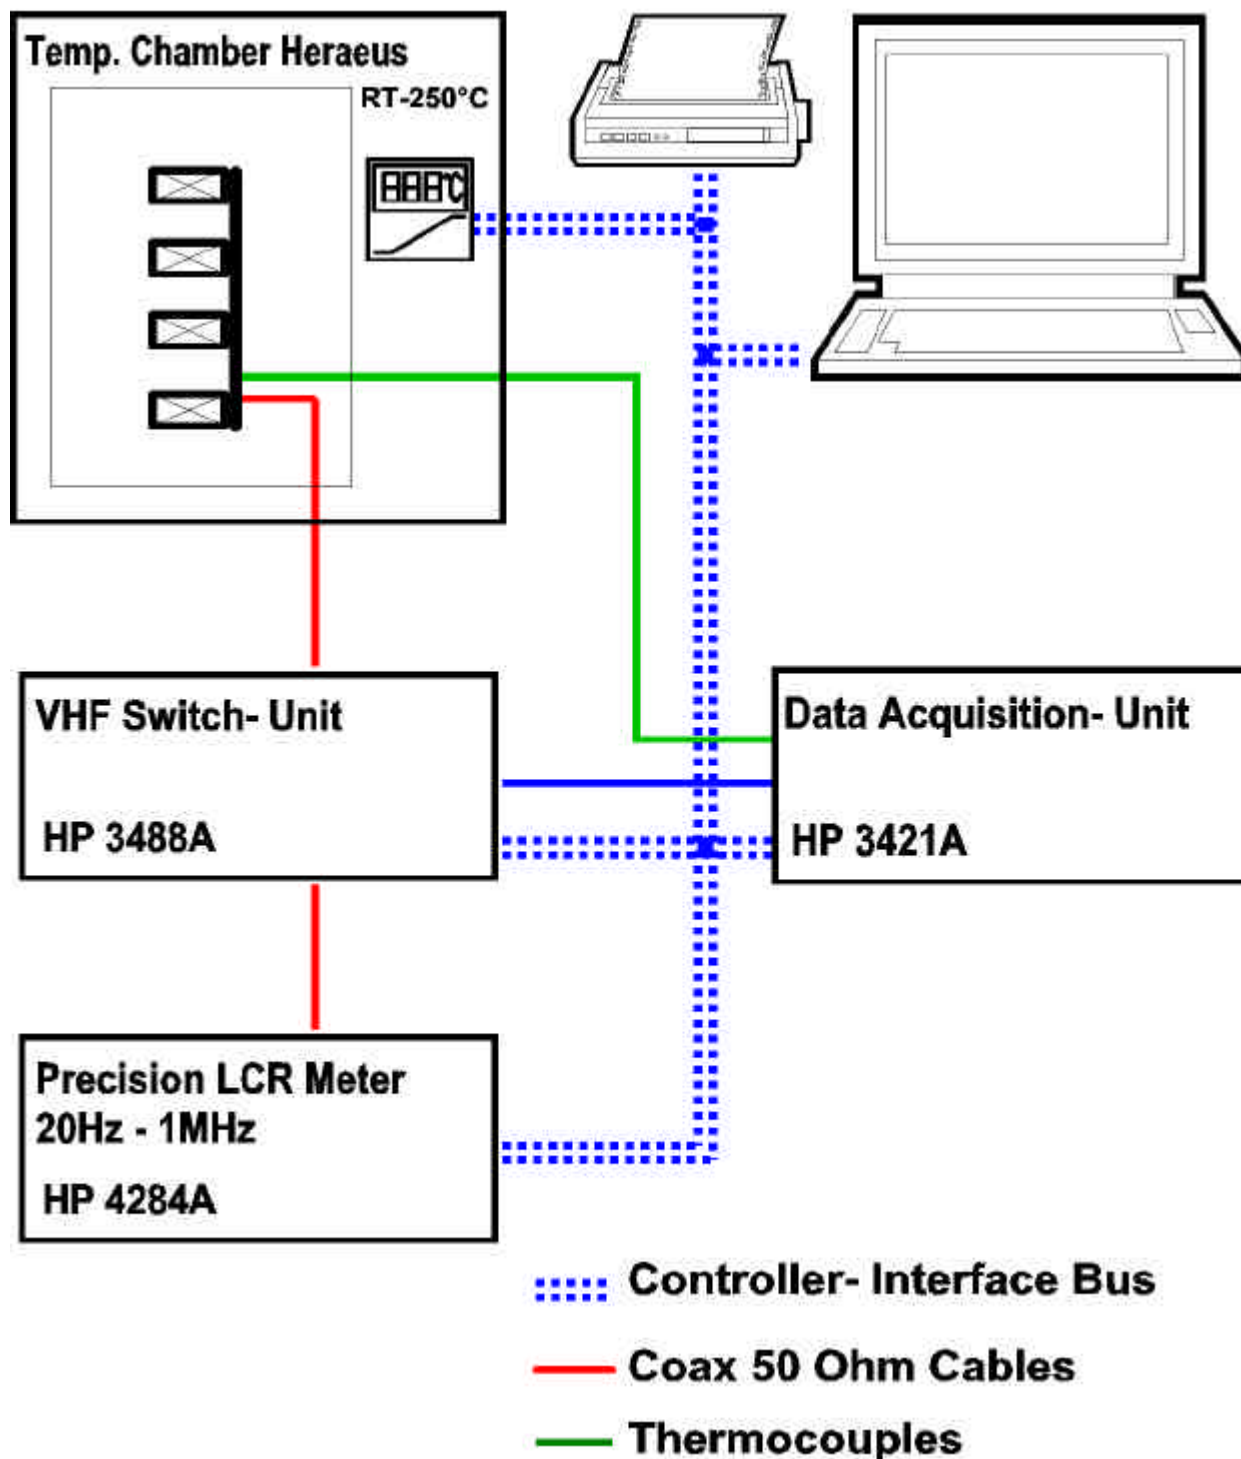 Temp. Chamber Heraeus
RT-250°C
°C
VHF Switch- Unit
HP 3488A
Data Acquisition- Unit
HP 3421A
Precision LCR Meter
20Hz - 1MHz
HP 4284A
Controller- Interface Bus
Coax 50 Ohm Cables
Thermocouples